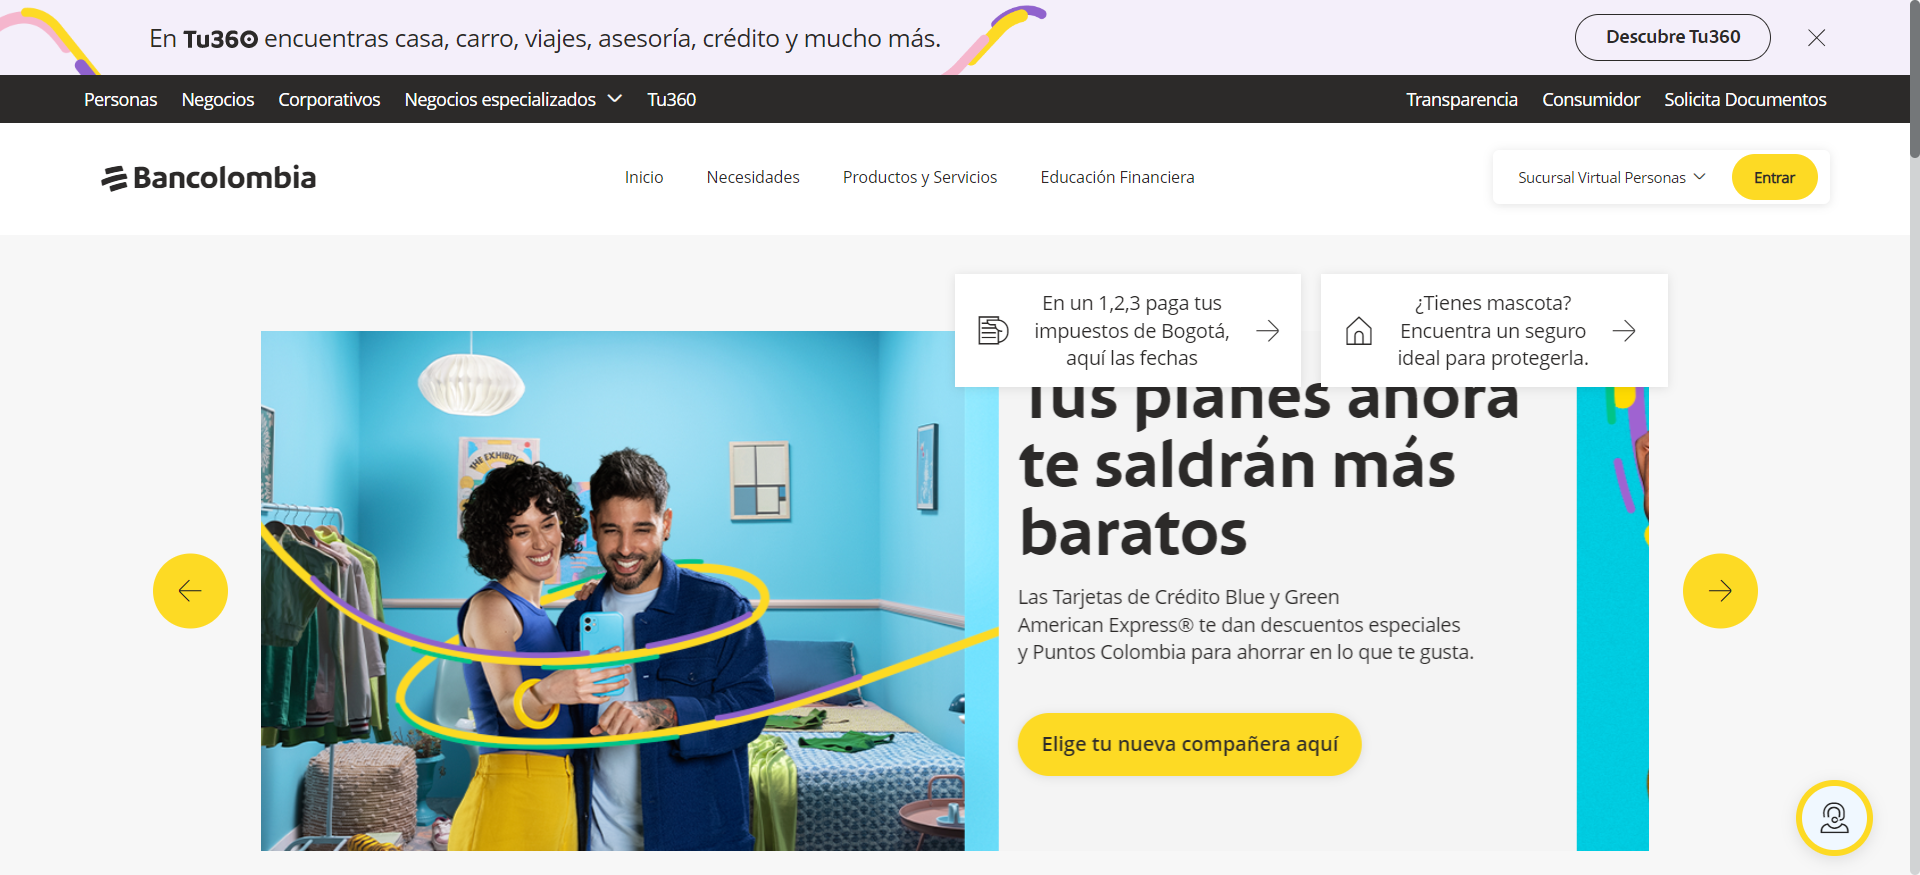 En Tu360 encuentras casa, carro, viajes, asesoría, crédito y mucho más.
Descubre Tu360
Personas Negocios Corporativos Negocios especializados Tu360
Transparencia Consumidor Solicita Documentos
Bancolombia
Inicio Necesidades Productos y Servicios Educación Financiera
Sucursal Virtual Personas Entrar
En un 1,2,3 paga tus
impuestos de Bogotá,
aquí las fechas
¿Tienes mascota?
Encuentra un seguro
ideal para protegerla.
THE EXHIBITI
Tus planes ahora
te saldrán más
baratos
Las Tarjetas de Crédito Blue y Green
American Express® te dan descuentos especiales
y Puntos Colombia para ahorrar en lo que te gusta.
Elige tu nueva compañera aquí